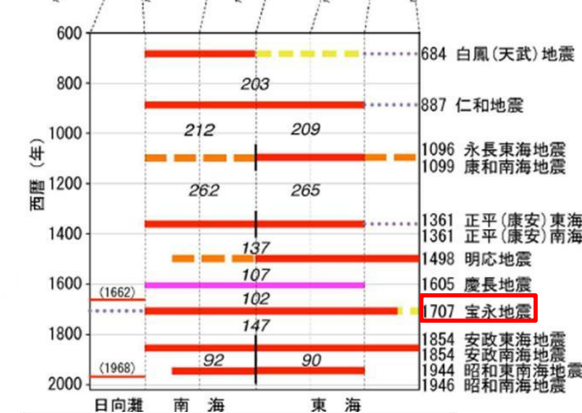 600
684 白鳳(天武)地震
800
203
887 仁和地震
1000
212
209
1096 永長東海地震
1099 康和南海地震
1200
262
265
1361 正平(康安)東海
1361 正平(康安)南海
1400
137
1498 明応地震
107
1600
1605 慶長地震
(1662)
102
1707 宝永地震
147
1800
1854 安政東海地震
1854 安政南海地震
92
90
1944 昭和東南海地震
(1968)
1946 昭和南海地震
2000
西暦(年)
日向灘 南 海 東 海